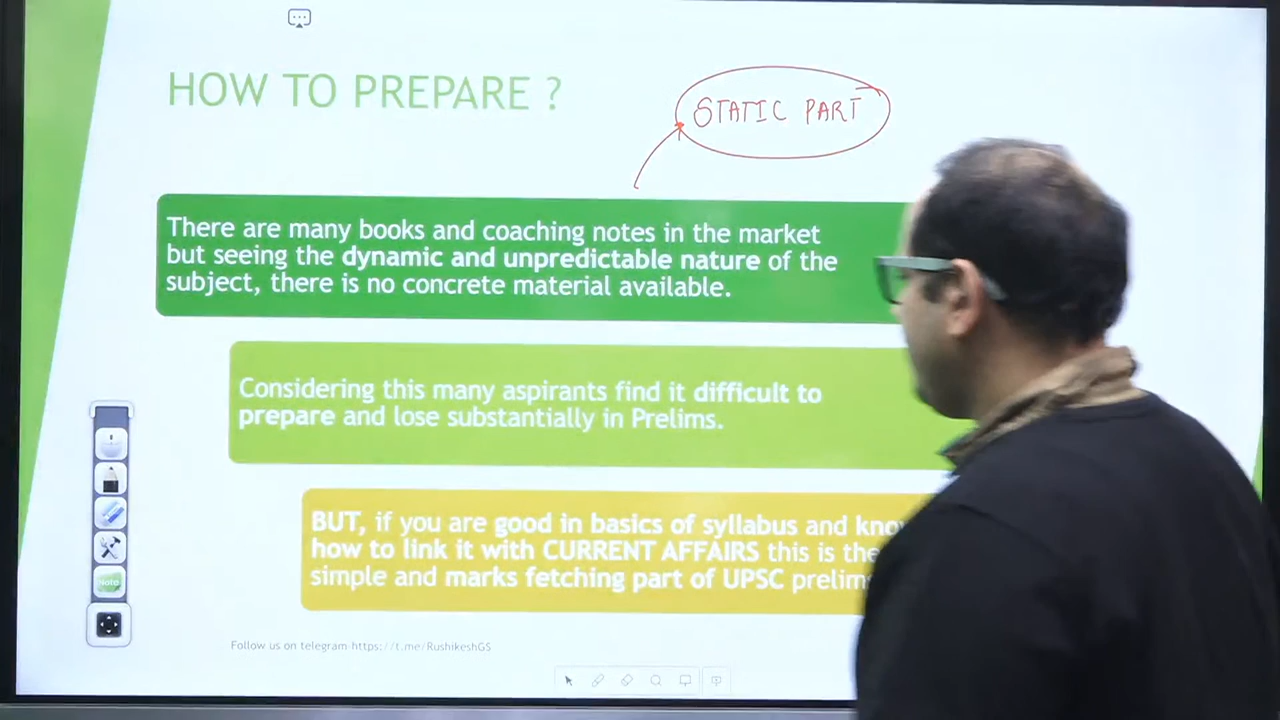 HOW TO PREPARE ?
STATIC PART
There are many books and coaching notes in the market
but seeing the dynamic and unpredictable nature of the
subject, there is no concrete material available.
Considering this many aspirants find it difficult to
prepare and lose substantially in Prelims.
BUT, if you are good in basics of syllabus and
how to link it with CURRENT AFFAIRS this is the
simple and marks fetching part of UPSC
Note
Follow us on telegram https://t.me/RushikeshGS